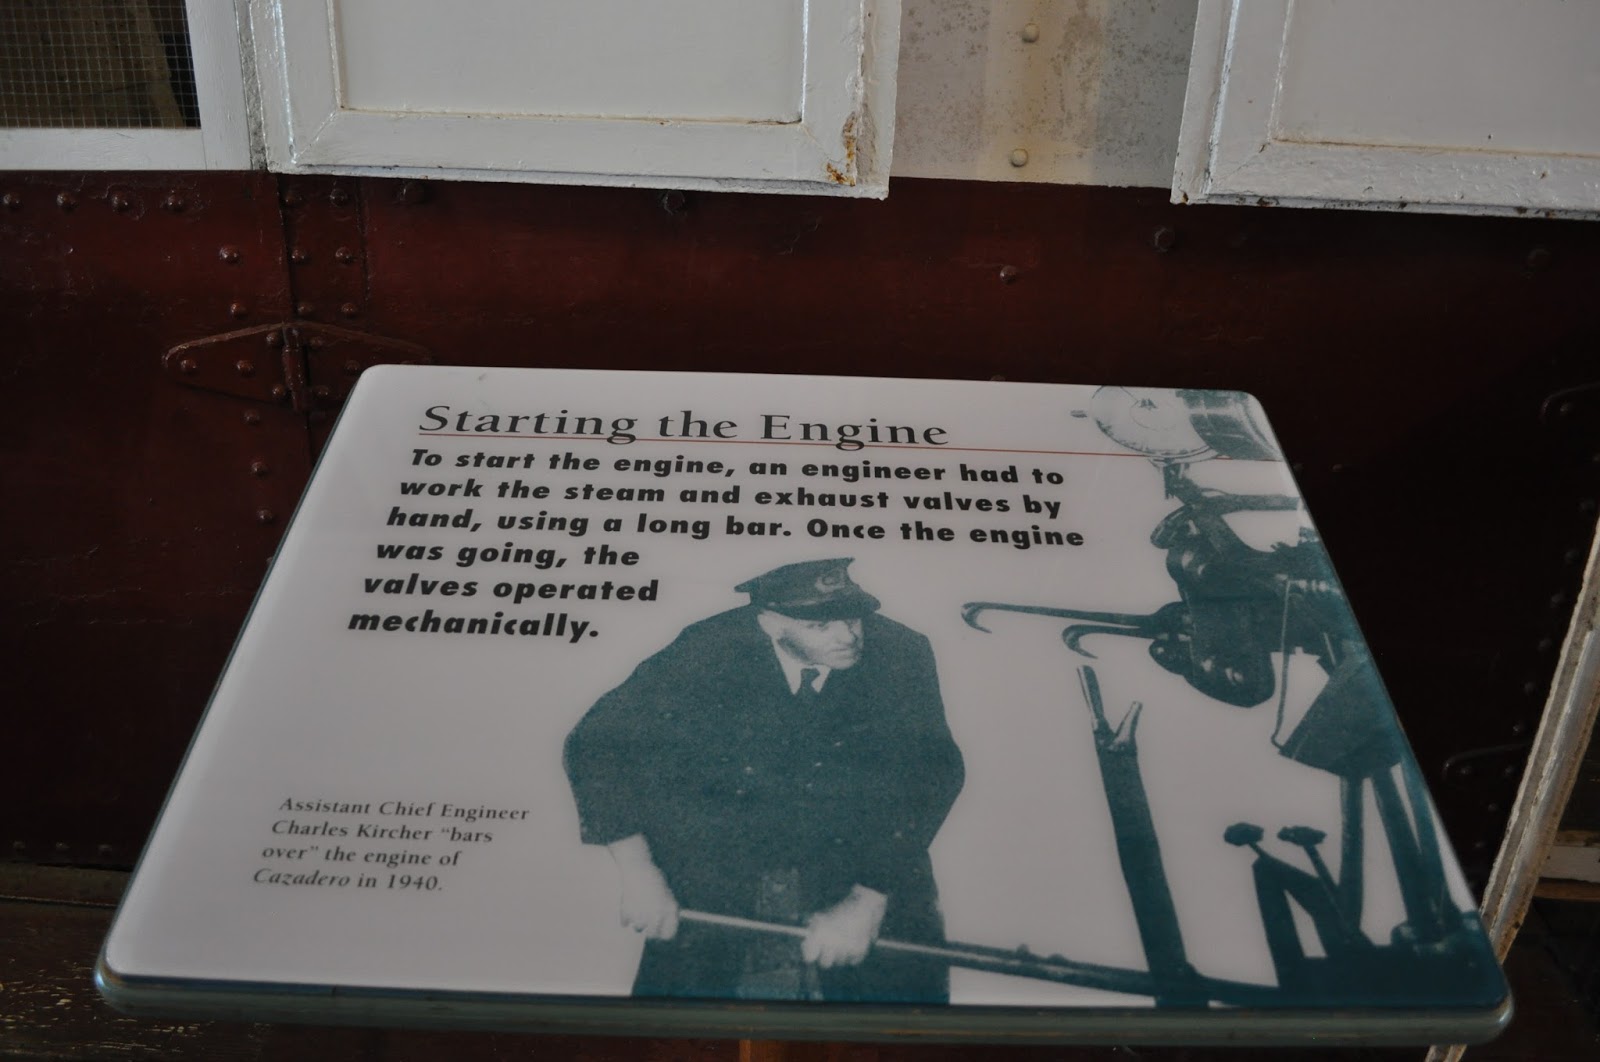 Starting the Engine
To start the engine, an engineer had to
work the steam and exhaust valves by
hand, using a long bar. Once the engine
was going, the
valves operated
mechanically.
Assistant Chief Engineer
Charles Kircher “bars
over” the engine of
Cazadero in 1940.